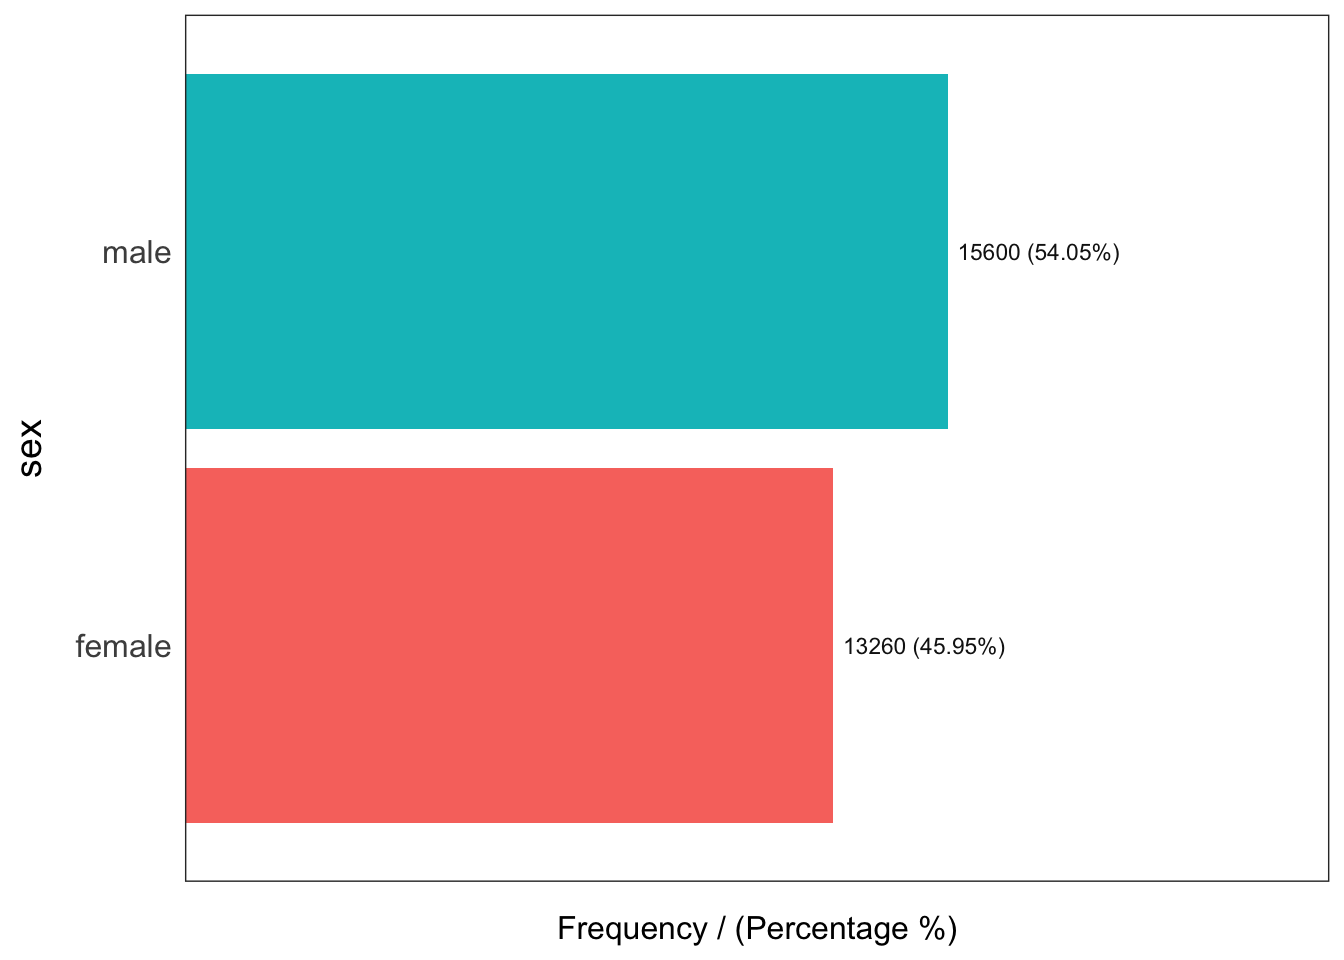 male
15600 (54.05%)
sex
female
13260 (45.95%)
Frequency / (Percentage %)